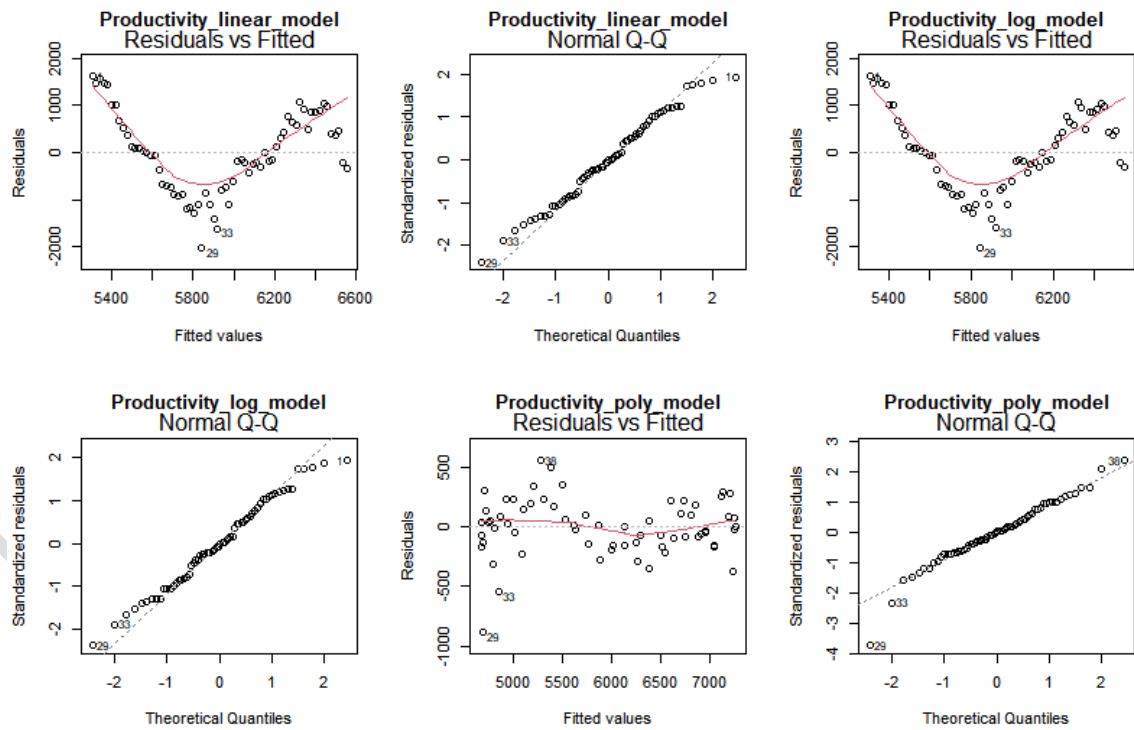 Productivity_linear_model
Residuals vs Fitted
2000
1000
0
-2000
Residuals
29
33
5400 5800 6200 6600
Fitted values
Productivity_linear_model
Normal Q-Q
2
1
0
-1
-2
Standardized residuals
29
33
1
-2 -1 0 1 2
Theoretical Quantiles
Productivity_log_model
Residuals vs Fitted
2000
1000
0
-2000
Residuals
29
33
5400 5800 6200
Fitted values
Productivity_log_model
Normal Q-Q
2
1
0
-1
-2
Standardized residuals
29
33
1
-2 -1 0 1 2
Theoretical Quantiles
Productivity_poly_model
Residuals vs Fitted
500
0
-500
-1000
Residuals
38
33
29
5000 5500 6000 6500 7000
Fitted values
Productivity_poly_model
Normal Q-Q
3
2
1
0
-1
-2
-3
-4
Standardized residuals
38
33
29
-2 -1 0 1 2
Theoretical Quantiles